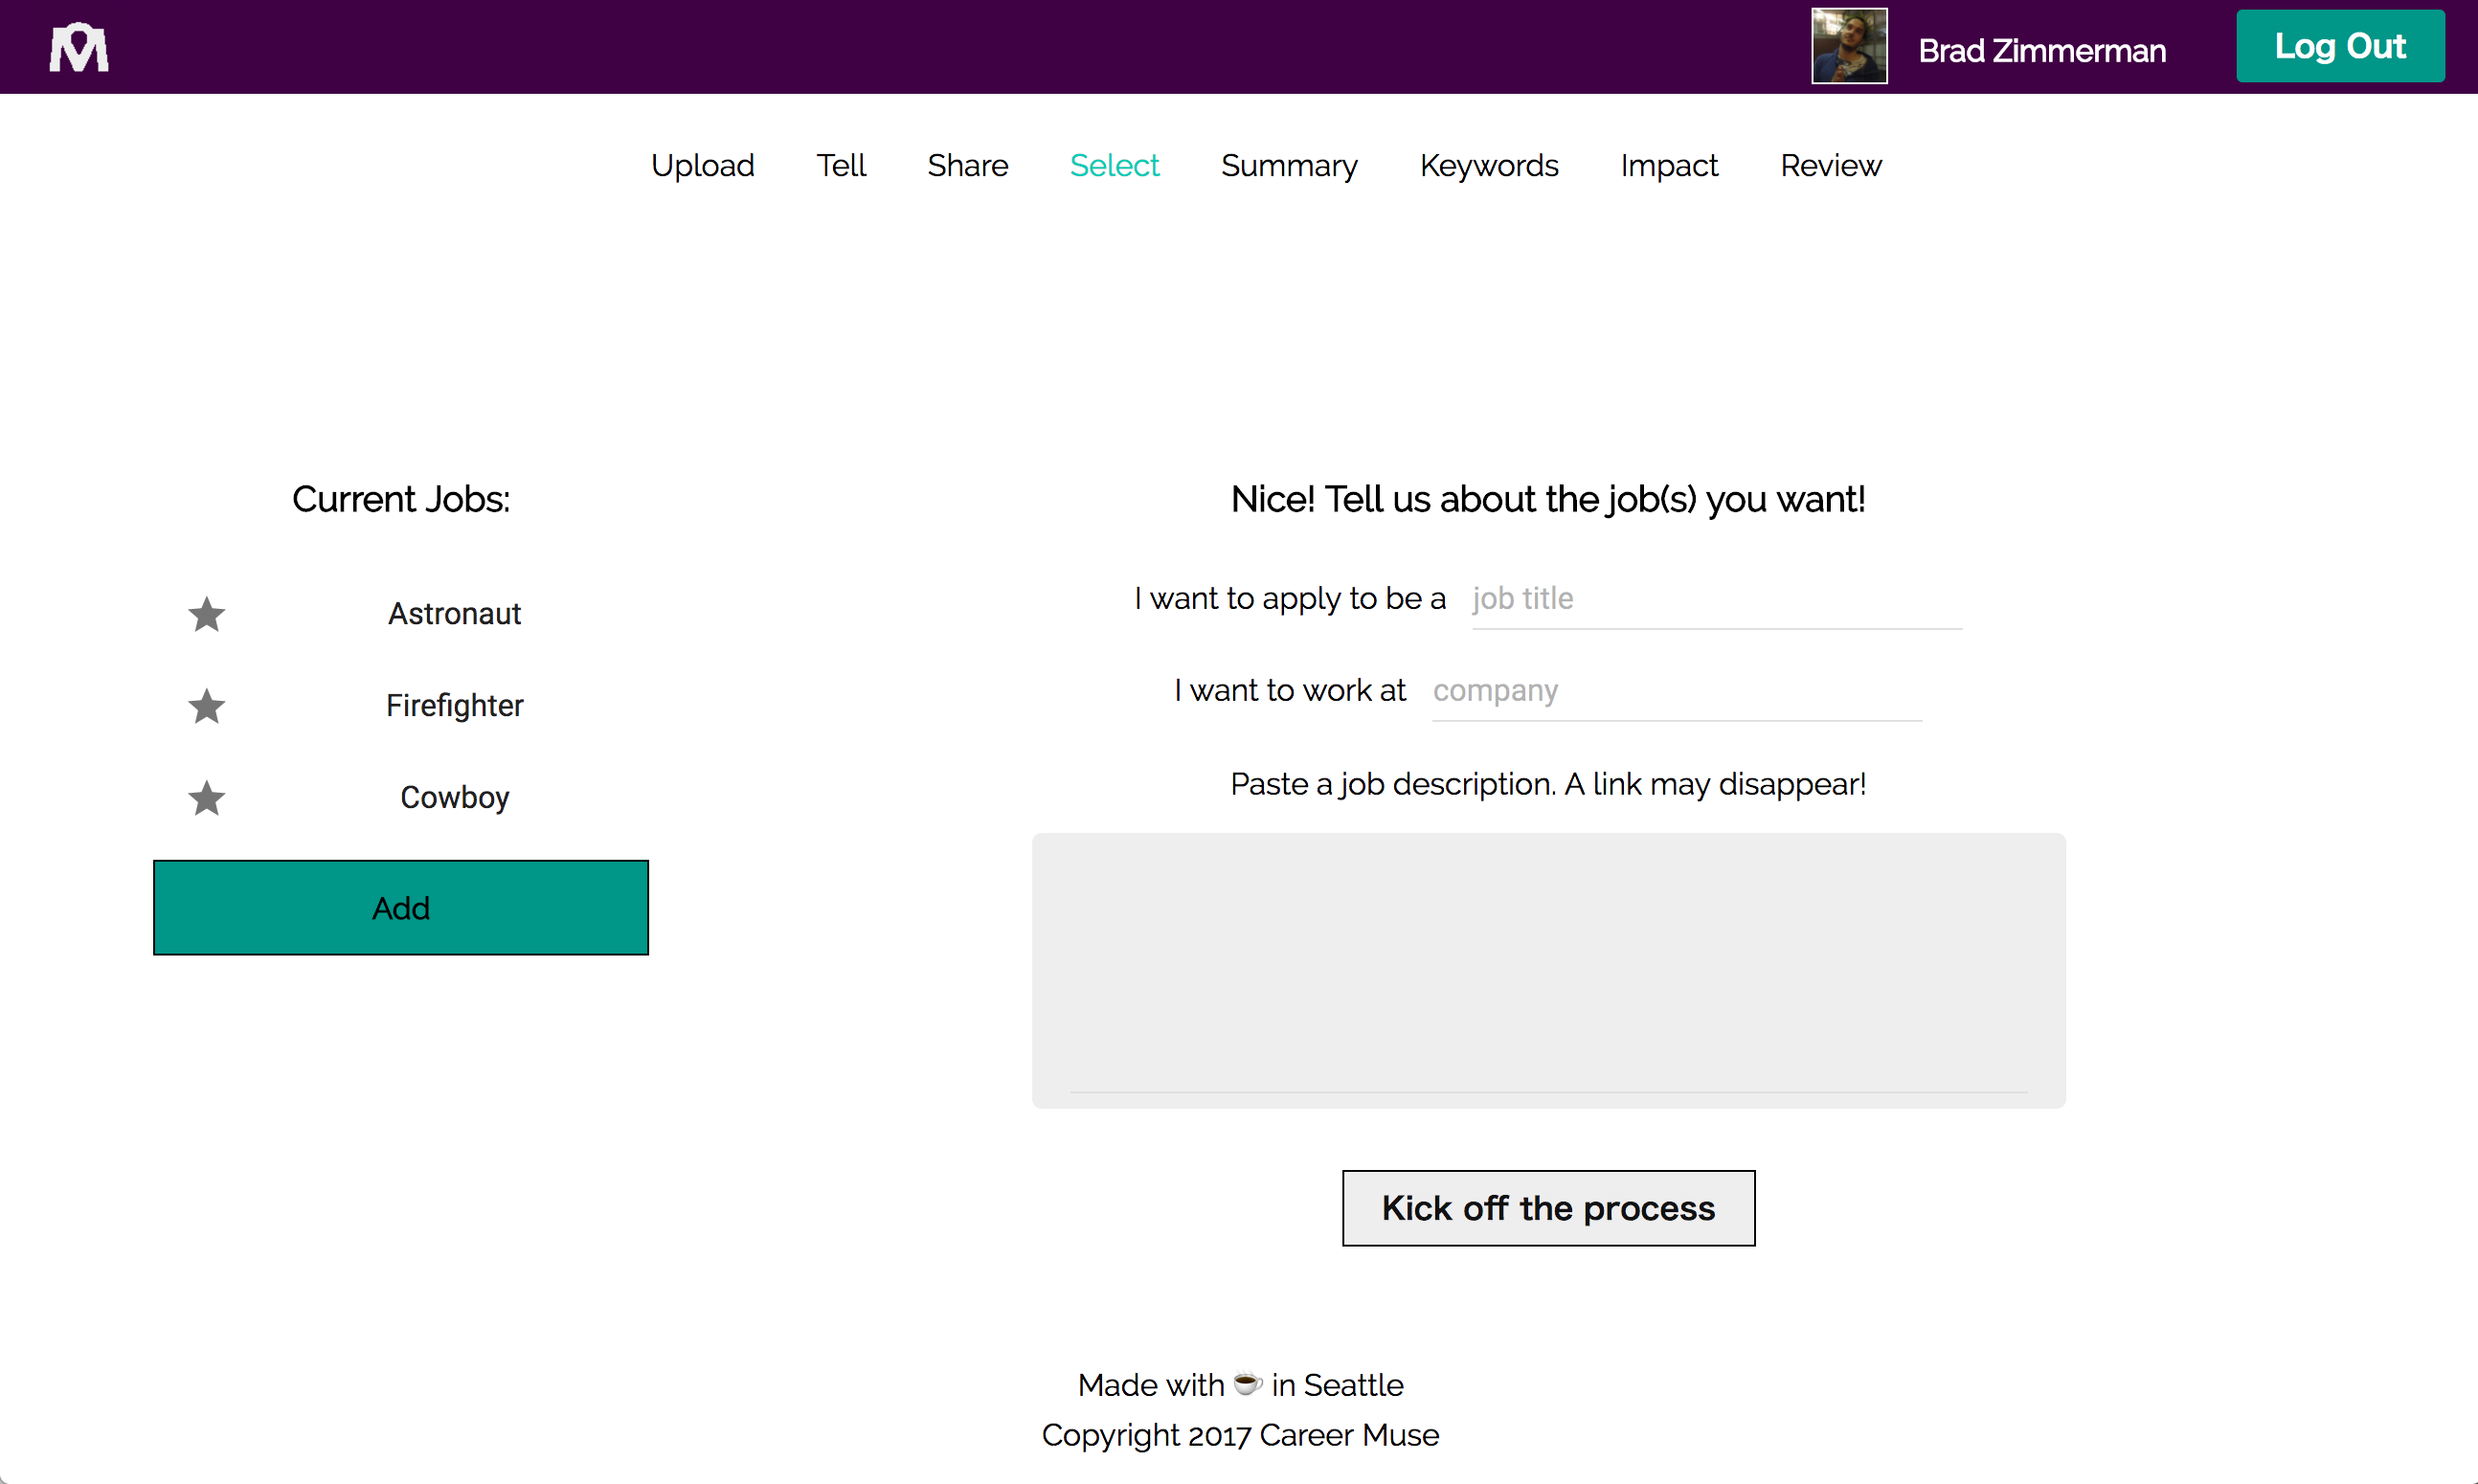 Brad Zimmerman
Log Out
Upload Tell Share Select Summary Keywords Impact Review
Current Jobs:
Astronaut
Firefighter
Cowboy
Add
Nice! Tell us about the job(s) you want!
I want to apply to be a job title
I want to work at company
Paste a job description. A link may disappear!
Kick off the process
Made with ☕ in Seattle
Copyright 2017 Career Muse